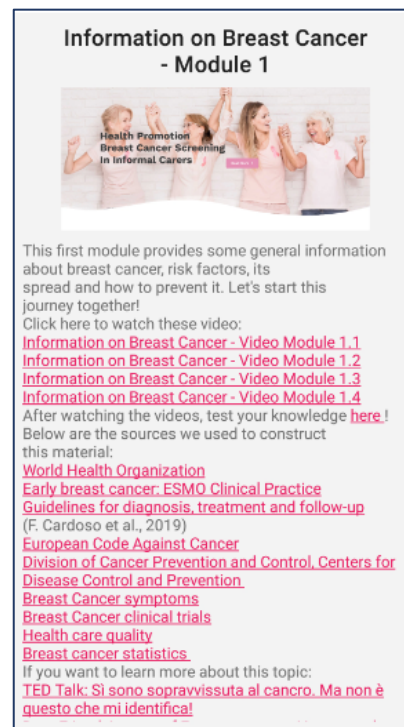 Information on Breast Cancer
- Module 1
Health Promotion
Breast Cancer Screening
In Informal Carers
This first module provides some general information
about breast cancer, risk factors, its
spread and how to prevent it. Let's start this
journey together!
Click here to watch these video:
Information on Breast Cancer - Video Module 1.1
Information on Breast Cancer - Video Module 1.2
Information on Breast Cancer - Video Module 1.3
Information on Breast Cancer - Video Module 1.4
After watching the videos, test your knowledge here !
Below are the sources we used to construct
this material:
World Health Organization
Early breast cancer: ESMO Clinical Practice
Guidelines for diagnosis, treatment and follow-up
(F. Cardoso et al., 2019)
European Code Against Cancer
Division of Cancer Prevention and Control, Centers for
Disease Control and Prevention
Breast Cancer symptoms
Breast Cancer clinical trials
Health care quality
Breast cancer statistics
If you want to learn more about this topic:
TED Talk: Sì sono sopravvissuta al cancro. Ma non è
questo che mi identifica!